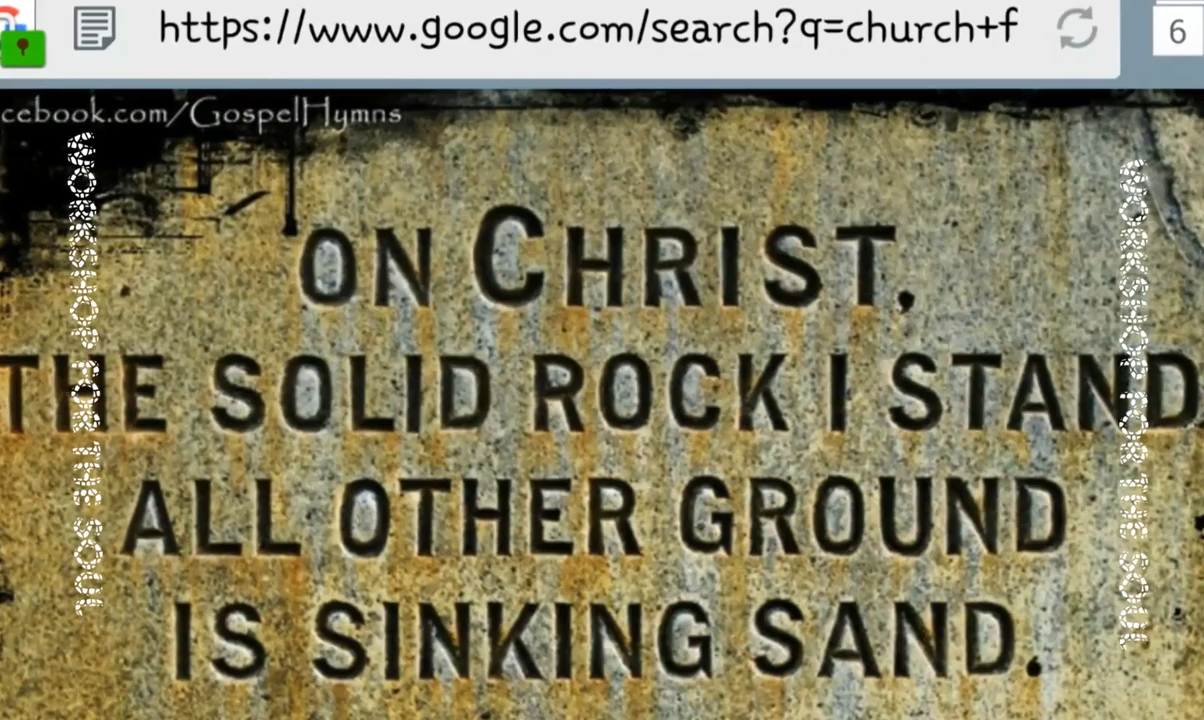 https://www.google.com/search?q=church+f
6
cebook.com/GospelHymns
WORKSHOP FOR THE SOUL
WORKSHOP FOR THE SOUL
ON CHRIST,
THE SOLID ROCK I STAND
ALL OTHER GROUND
IS SINKING SAND.